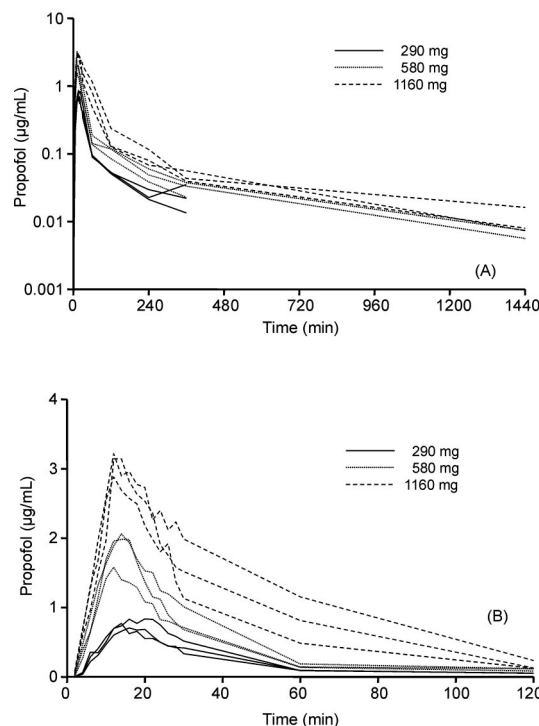 10
1
0.1
0.01
0.001
Propofol (µg/mL)
290 mg
580 mg
1160 mg
(A)
0 240 480 720 960 1200 1440
Time (min)
4
3
2
1
0
Propofol (µg/mL)
290 mg
580 mg
1160 mg
(B)
0 20 40 60 80 100 120
Time (min)